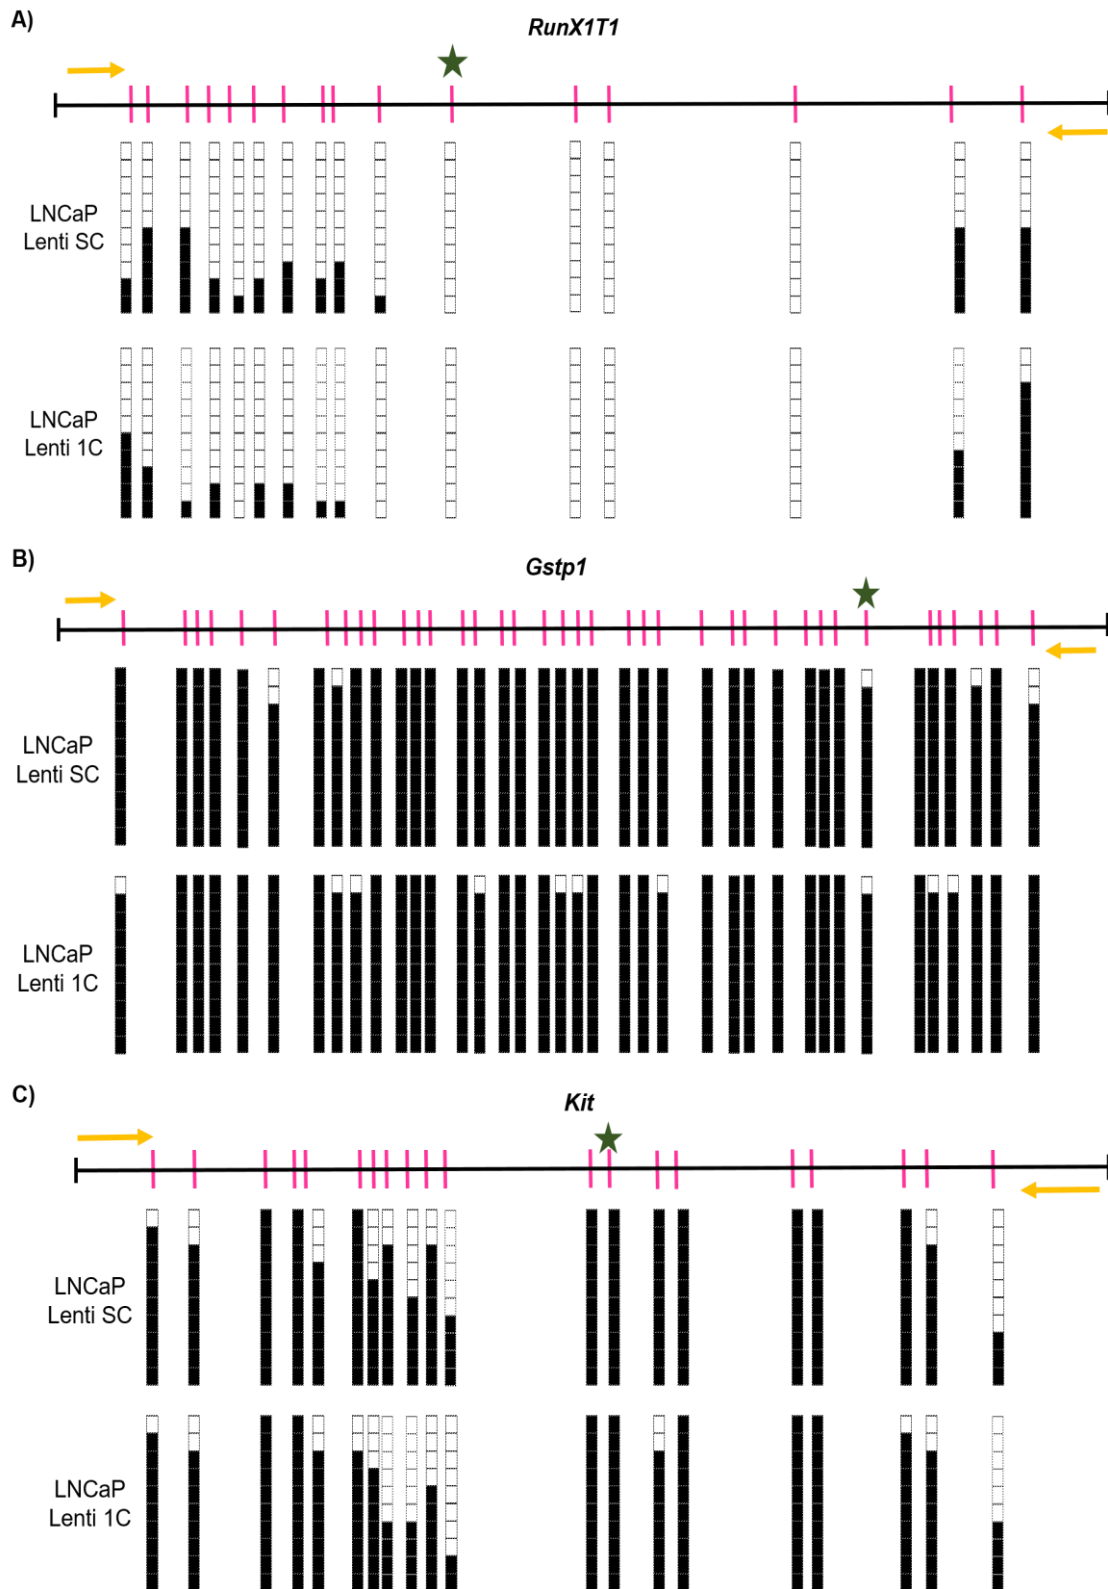 A)
RunX1T1
LNCaP
Lenti SC
LNCaP
Lenti 1C
B)
Gstp1
LNCaP
Lenti SC
LNCaP
Lenti 1C
C)
Kit
LNCaP
Lenti SC
LNCaP
Lenti 1C